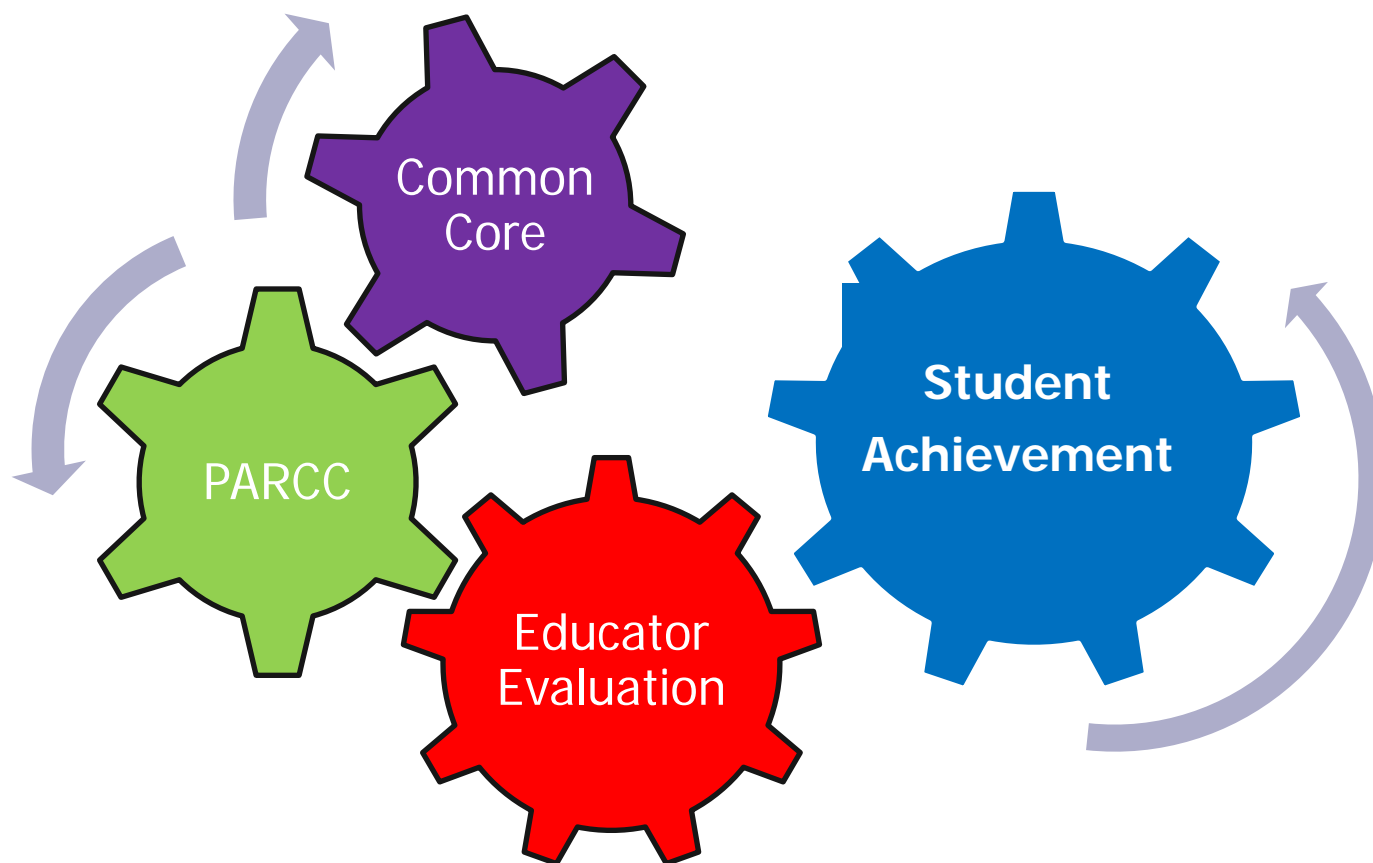 Common
Core
Student
Achievement
PARCC
Educator
Evaluation